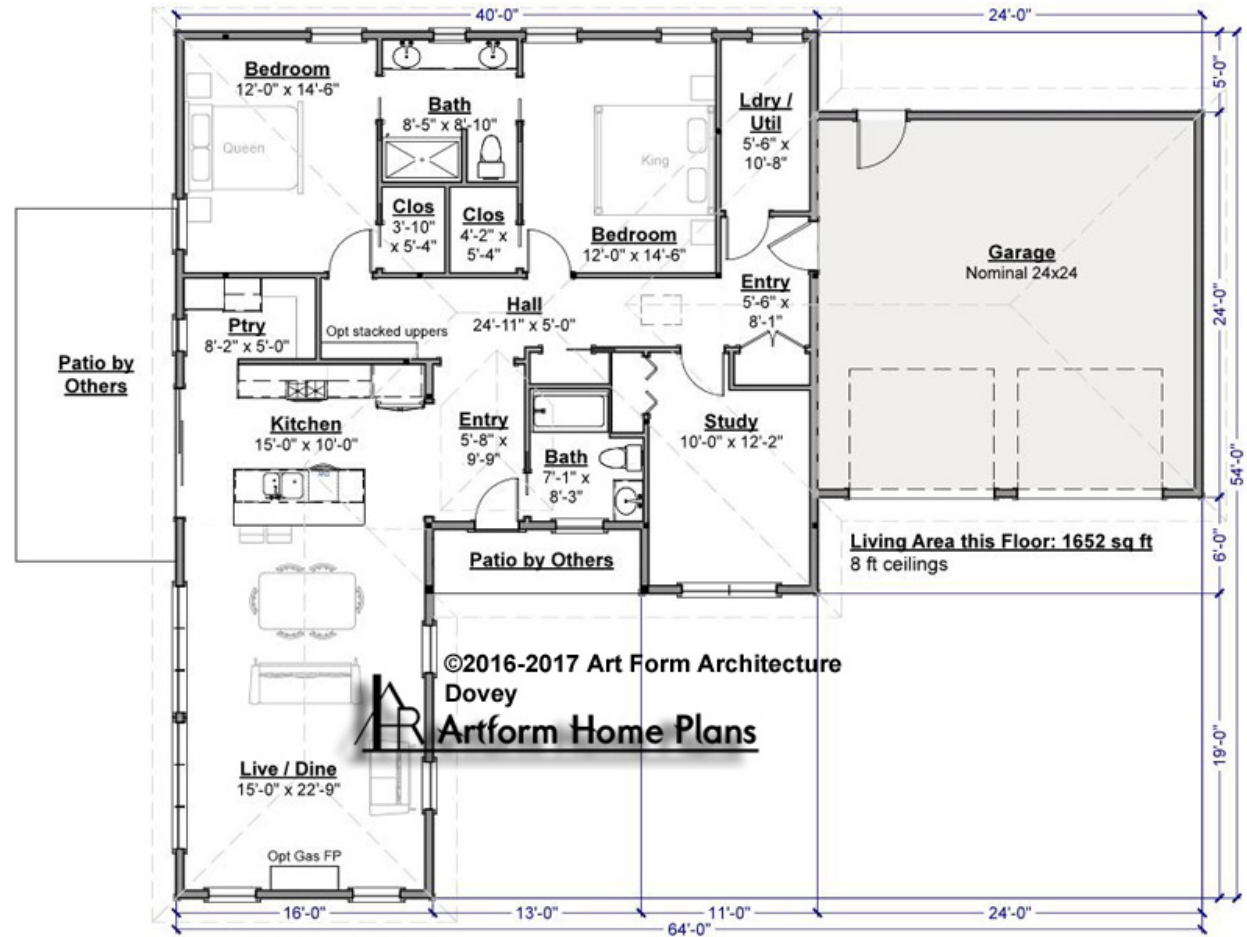 40'-0"
24'-0"
Bedroom
12'-0" x 14'-6"
Queen
Bath
8'-5" x 8'-10"
King
Ldry /
Util
5'-6" x
10'-8"
5'-0"
Clos
3'-10"
x 5'-4"
Clos
4'-2" x
5'-4"
Bedroom
12'-0" x 14'-6"
Garage
Nominal 24x24
Entry
5'-6" x
8'-1"
Hall
24'-11" x 5'-0"
24'-0"
Ptry
8'-2" x 5'-0"
Opt stacked uppers
Patio by
Others
Kitchen
15'-0" x 10'-0"
Entry
5'-8" x
9'-9"
Study
10'-0" x 12'-2"
Bath
7'-1" x
8'-3"
54'-0"
Patio by Others
Living Area this Floor: 1652 sq ft
8 ft ceilings
6'-0"
©2016-2017 Art Form Architecture
Dovey
AFR Artform Home Plans
19'-0"
Live / Dine
15'-0" x 22'-9"
Opt Gas FP
16'-0"
13'-0"
11'-0"
24'-0"
64'-0"